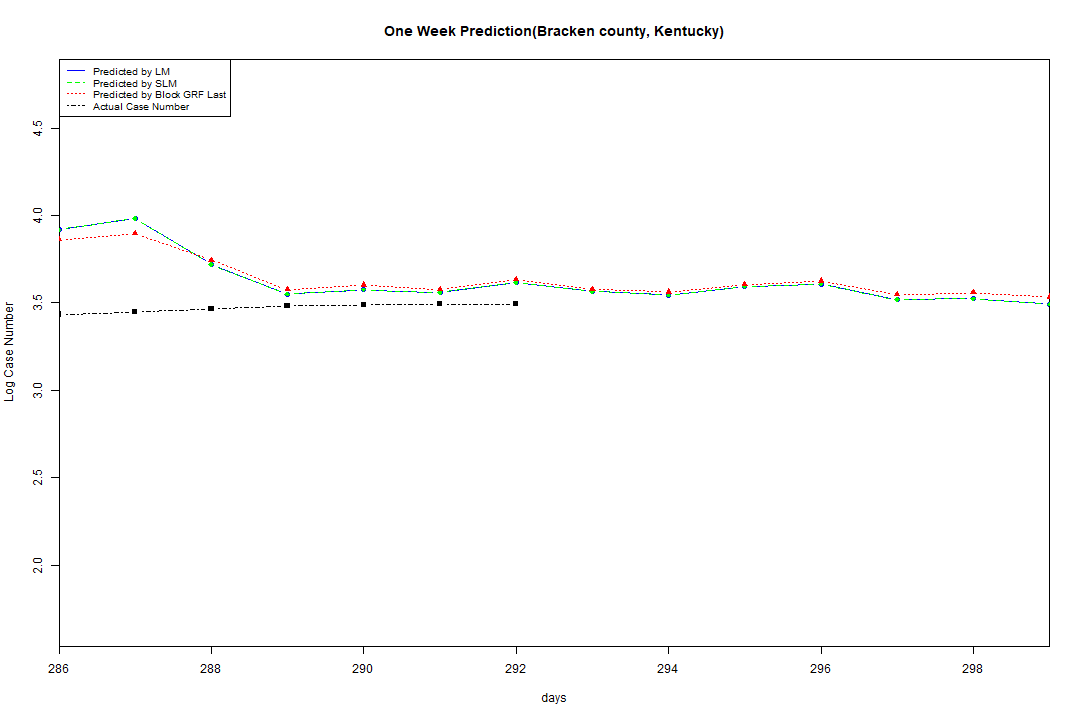 One Week Prediction(Bracken county, Kentucky)
Predicted by LM
Predicted by SLM
Predicted by Block GRF Last
Actual Case Number
4.5
4.0
3.5
3.0
2.5
2.0
Log Case Number
286 288 290 292 294 296 298
days